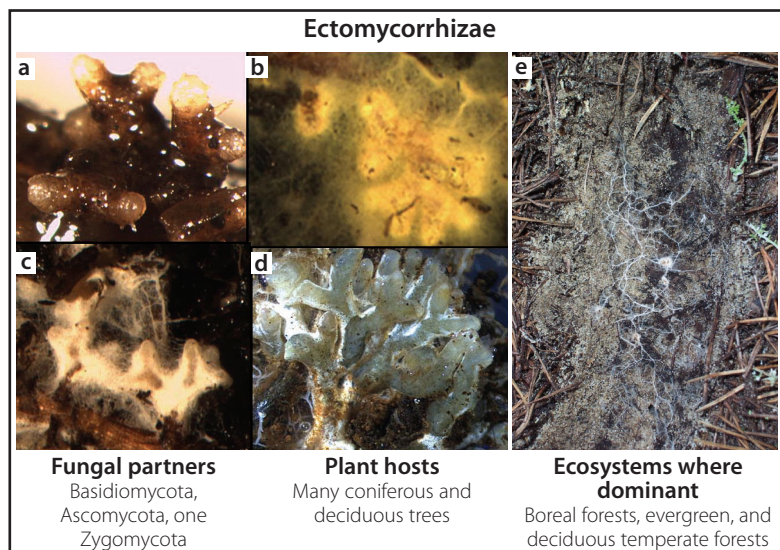 Ectomycorrhizae
a
b
e
c
d
Fungal partners
Basidiomycota,
Ascomycota, one
Zygomycota
Plant hosts
Many coniferous and
deciduous trees
Ecosystems where
dominant
Boreal forests, evergreen, and
deciduous temperate forests